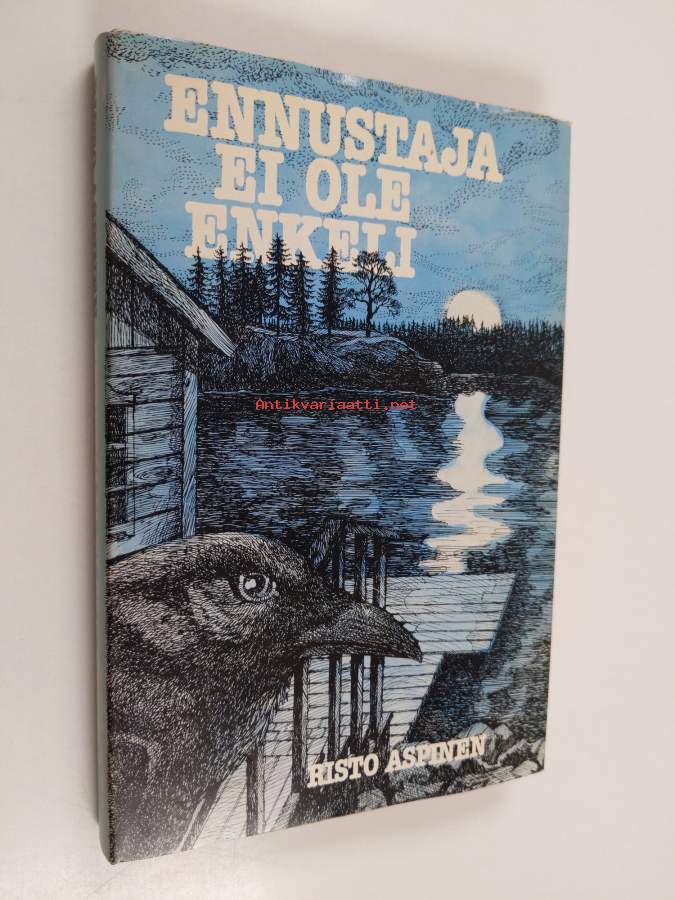 ENNUSTAJA
EI OLE
ENKELI
Antikvariaatti.net
RISTO ASPINEN